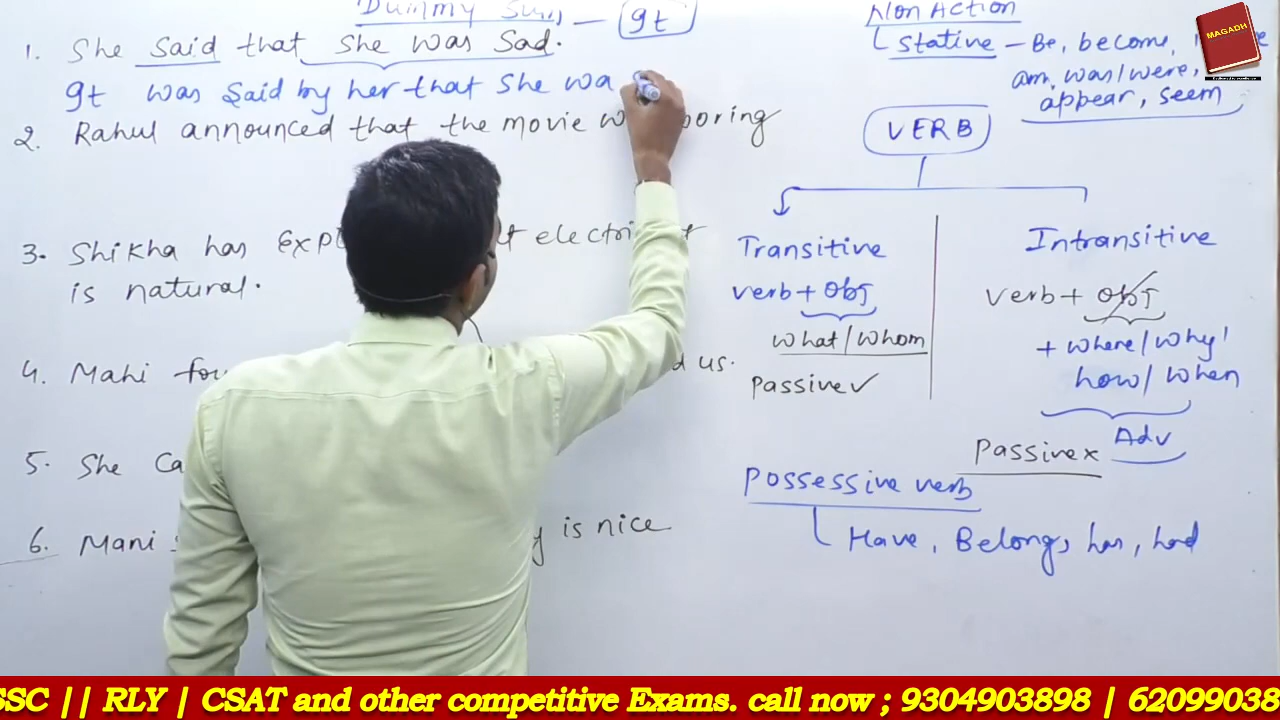 Dummy Sub — It
1. She said that she was sad.
It was said by her that she wa
2. Rahul announced that the movie w boring
3. Shikha has Expl t electri t
is natural.
4. Mahi fou d us.
5. She Ca
6. Mani is nice
Non Action
Stative – Be, become,
am, was/were,
appear, seem
VERB
Transitive
verb + obj
what/whom
Passive ✓
Intransitive
verb + obj
+ where/why/
how/when
Adv
Passive x
Possessive verb
Have, Belong, has, had
MAGADH
SSC || RLY | CSAT and other competitive Exams. call now ; 9304903898 | 62099038